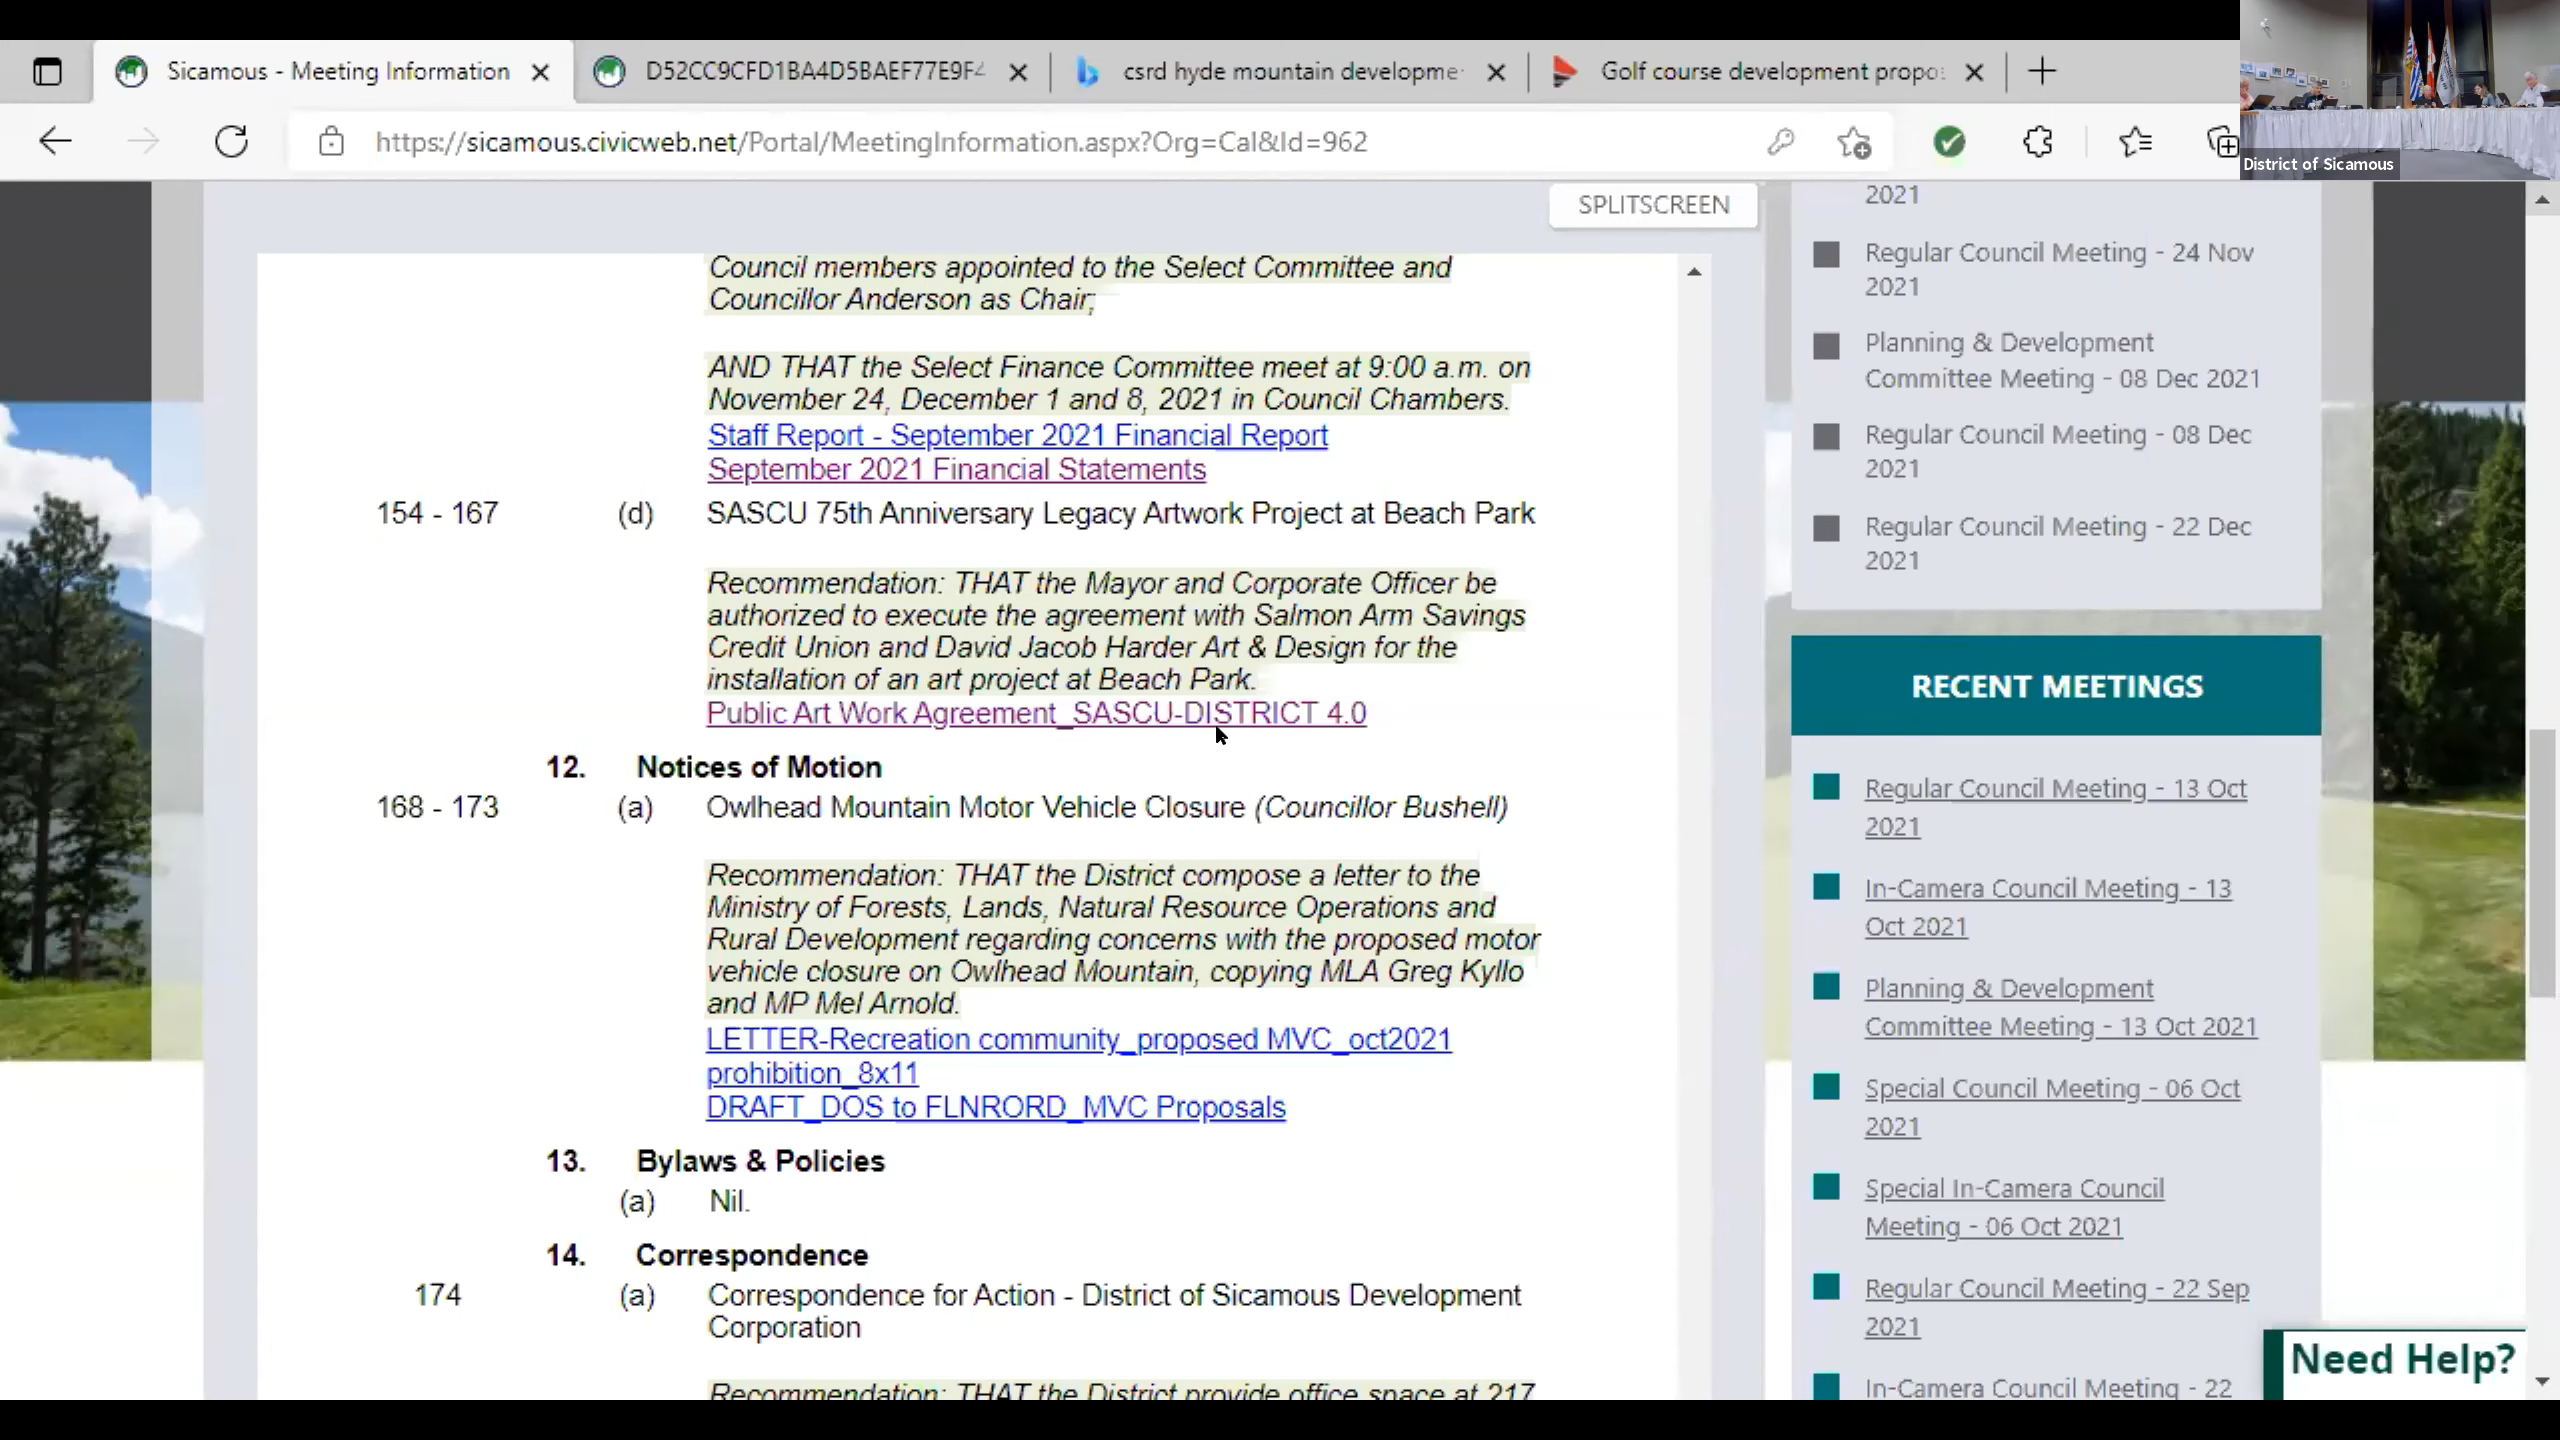 Sicamous - Meeting Information
D52CC9CFD1BA4D5BAEF77E9F4
csrd hyde mountain developme
Golf course development propo
https://sicamous.civicweb.net/Portal/MeetingInformation.aspx?Org=Cal&Id=962
District of Sicamous
SPLITSCREEN
Council members appointed to the Select Committee and
Councillor Anderson as Chair;
AND THAT the Select Finance Committee meet at 9:00 a.m. on
November 24, December 1 and 8, 2021 in Council Chambers.
Staff Report - September 2021 Financial Report
September 2021 Financial Statements
154 - 167 (d) SASCU 75th Anniversary Legacy Artwork Project at Beach Park
Recommendation: THAT the Mayor and Corporate Officer be
authorized to execute the agreement with Salmon Arm Savings
Credit Union and David Jacob Harder Art & Design for the
installation of an art project at Beach Park.
Public Art Work Agreement_SASCU-DISTRICT 4.0
12. Notices of Motion
168 - 173 (a) Owlhead Mountain Motor Vehicle Closure (Councillor Bushell)
Recommendation: THAT the District compose a letter to the
Ministry of Forests, Lands, Natural Resource Operations and
Rural Development regarding concerns with the proposed motor
vehicle closure on Owlhead Mountain, copying MLA Greg Kyllo
and MP Mel Arnold.
LETTER-Recreation community_proposed MVC_oct2021
prohibition_8x11
DRAFT_DOS to FLNRORD_MVC Proposals
13. Bylaws & Policies
(a) Nil.
14. Correspondence
174 (a) Correspondence for Action - District of Sicamous Development
Corporation
Recommendation: THAT the District provide office space at 217
2021
Regular Council Meeting - 24 Nov
2021
Planning & Development
Committee Meeting - 08 Dec 2021
Regular Council Meeting - 08 Dec
2021
Regular Council Meeting - 22 Dec
2021
RECENT MEETINGS
Regular Council Meeting - 13 Oct
2021
In-Camera Council Meeting - 13
Oct 2021
Planning & Development
Committee Meeting - 13 Oct 2021
Special Council Meeting - 06 Oct
2021
Special In-Camera Council
Meeting - 06 Oct 2021
Regular Council Meeting - 22 Sep
2021
In-Camera Council Meeting - 22
Need Help?